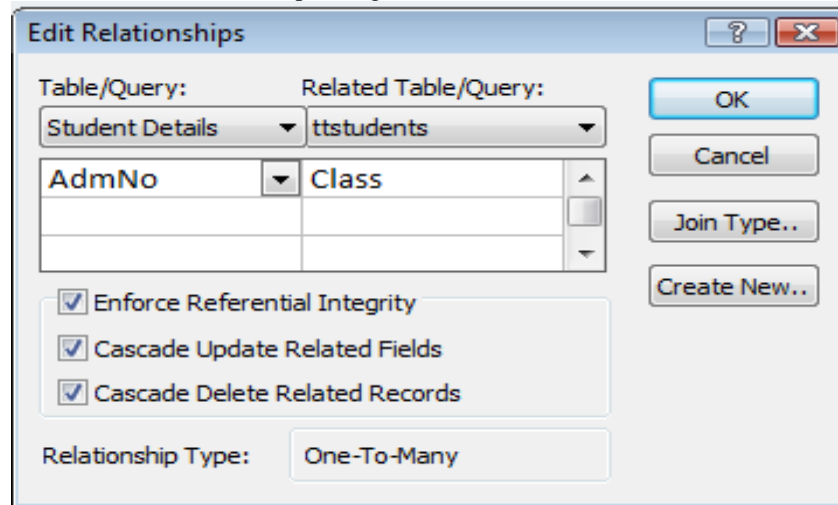 Edit Relationships
Table/Query: Related Table/Query:
Student Details ttstudents
AdmNo Class
Enforce Referential Integrity
Cascade Update Related Fields
Cascade Delete Related Records
Relationship Type: One-To-Many
OK
Cancel
Join Type..
Create New..